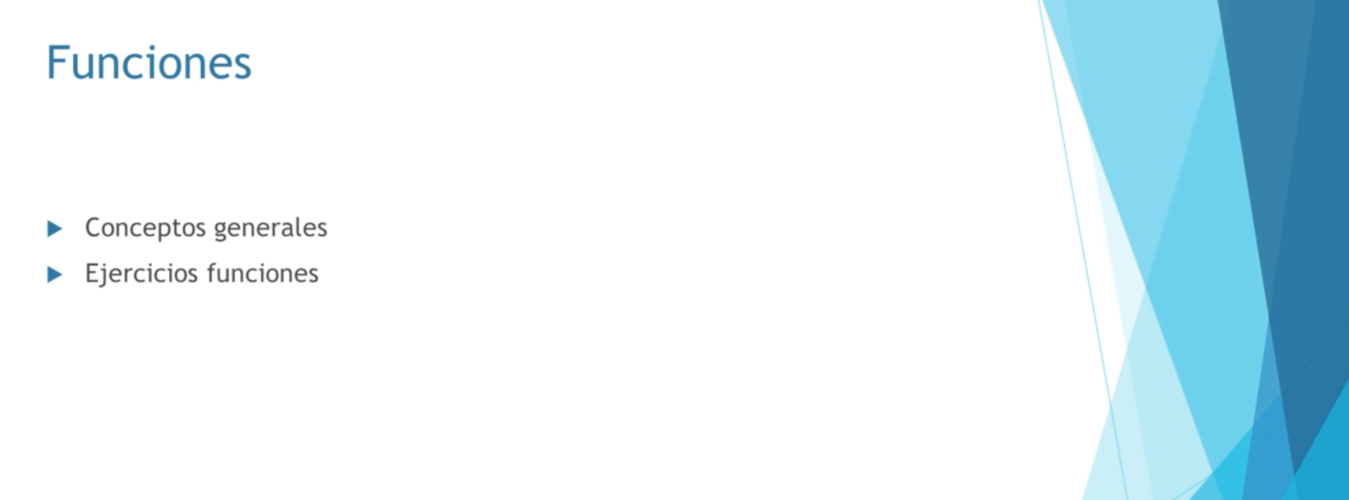 Funciones
Conceptos generales
Ejercicios funciones